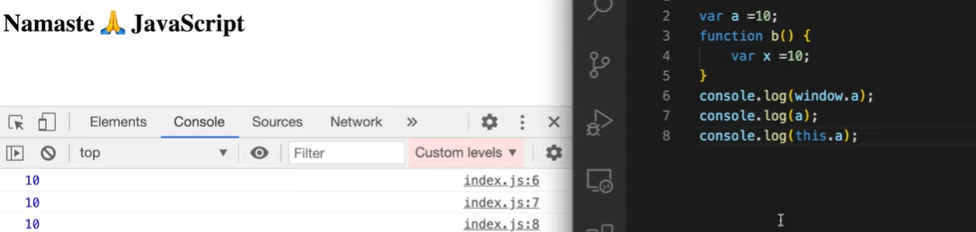 Namaste 🙏 JavaScript
Elements Console Sources Network »
top Filter Custom levels
10 index.js:6
10 index.js:7
10 index.js:8
2 var a =10;
3 function b() {
4 var x =10;
5 }
6 console.log(window.a);
7 console.log(a);
8 console.log(this.a);